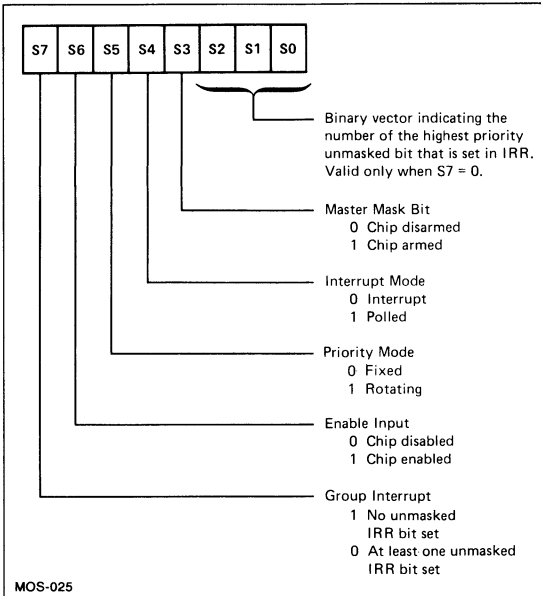 S7 S6 S5 S4 S3 S2 S1 S0
Binary vector indicating the
number of the highest priority
unmasked bit that is set in IRR.
Valid only when S7 = 0.
Master Mask Bit
0 Chip disarmed
1 Chip armed
Interrupt Mode
0 Interrupt
1 Polled
Priority Mode
0 Fixed
1 Rotating
Enable Input
0 Chip disabled
1 Chip enabled
Group Interrupt
1 No unmasked
IRR bit set
0 At least one unmasked
IRR bit set
MOS-025